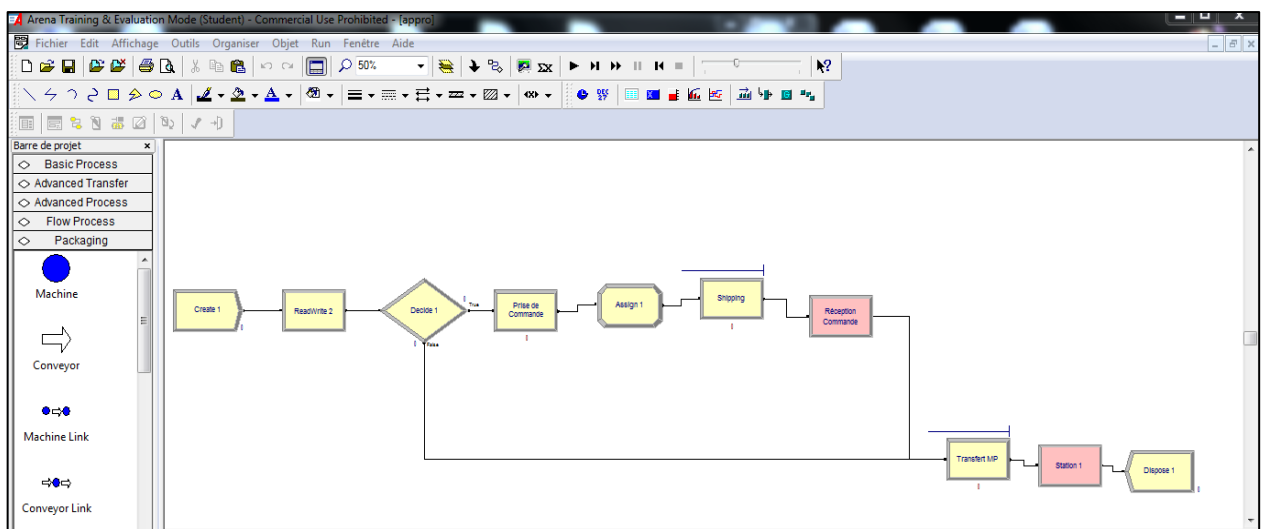 Arena Training & Evaluation Mode (Student) - Commercial Use Prohibited - [appro]
Fichier Edit Affichage Outils Organiser Objet Run Fenêtre Aide
50%
Barre de projet
Basic Process
Advanced Transfer
Advanced Process
Flow Process
Packaging
Machine
Conveyor
Machine Link
Conveyor Link
Create 1
ReadWrite 2
Decide 1
True
False
Prise de
Commande
Assign 1
Shipping
Réception
Commande
Transfert MP
Station 1
Dispose 1